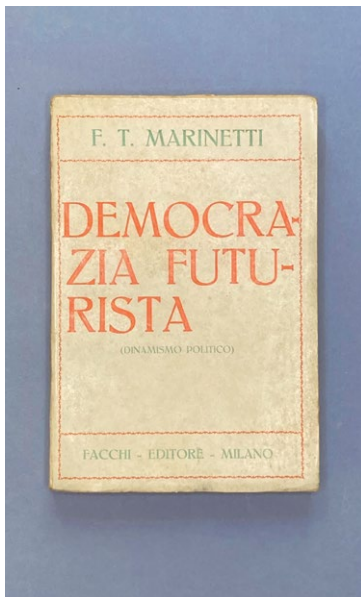 F. T. MARINETTI
DEMOCRA-
ZIA FUTU-
RISTA
(DINAMISMO POLITICO)
FACCHI - EDITORE - MILANO